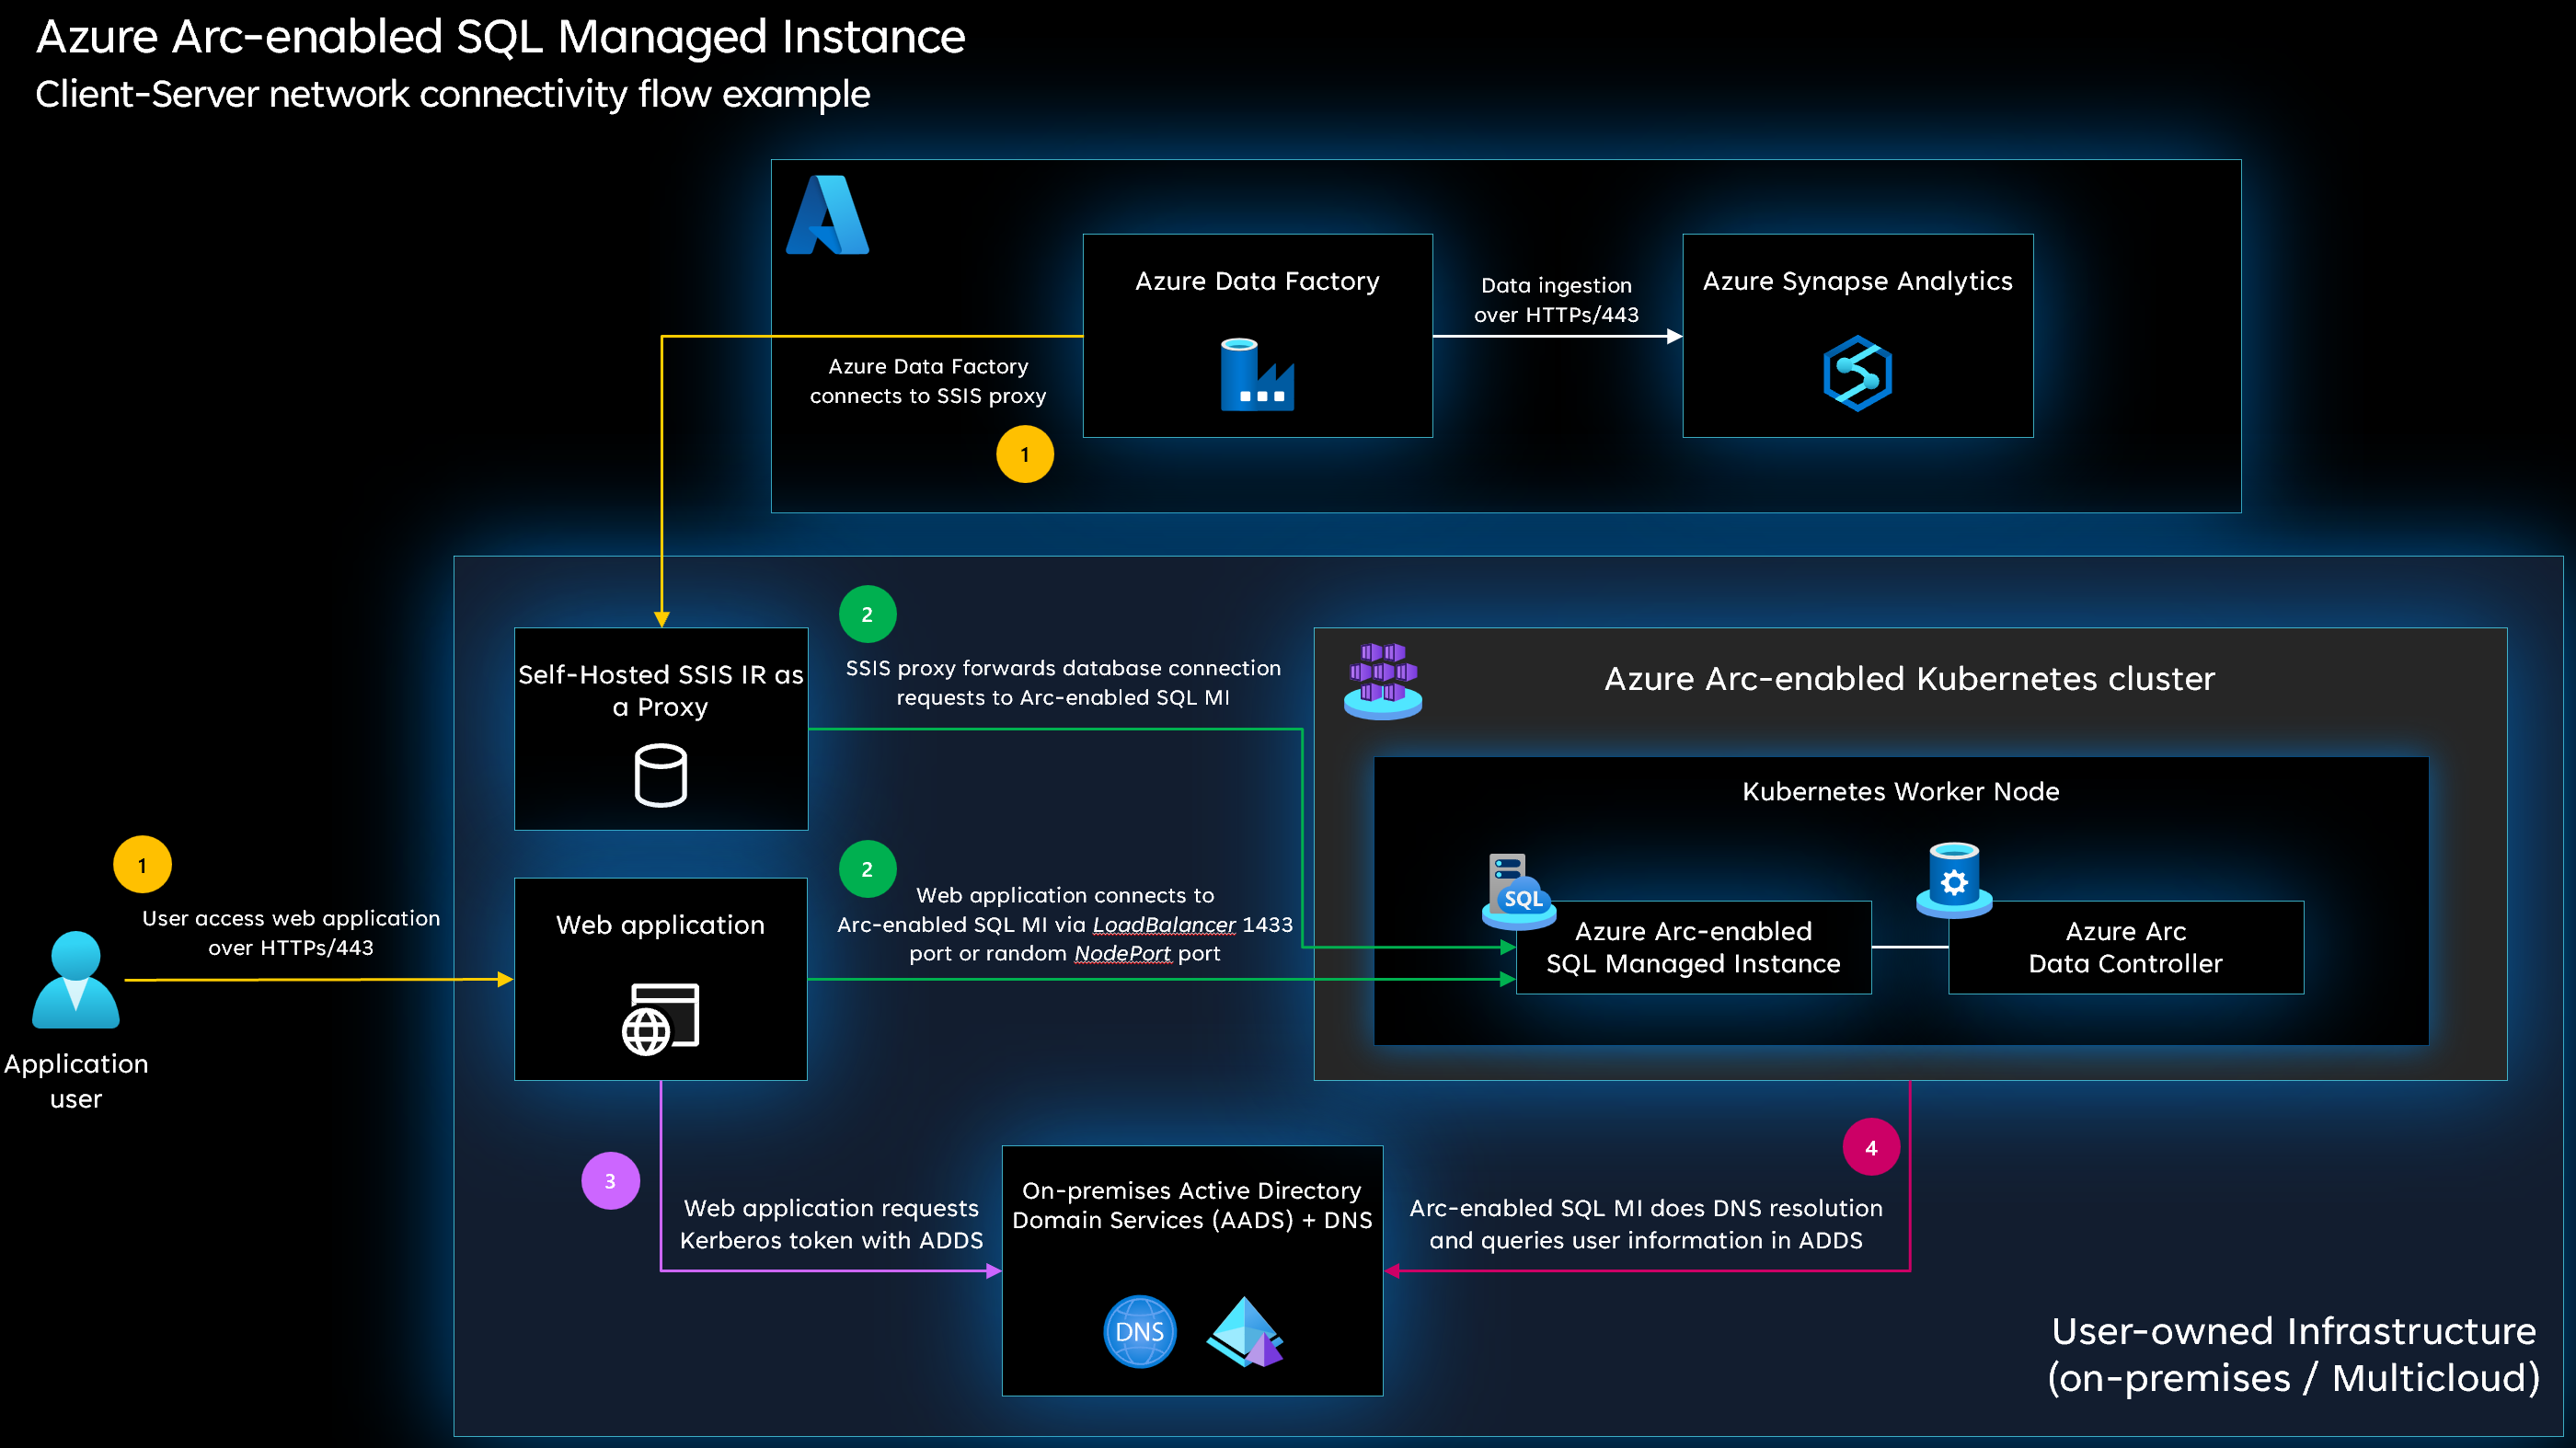 Azure Arc-enabled SQL Managed Instance
Client-Server network connectivity flow example
Azure Data Factory
Data ingestion
over HTTPs/443
Azure Synapse Analytics
Azure Data Factory
connects to SSIS proxy
1
2
Self-Hosted SSIS IR as
a Proxy
SSIS proxy forwards database connection
requests to Arc-enabled SQL MI
Azure Arc-enabled Kubernetes cluster
Kubernetes Worker Node
1
User access web application
over HTTPs/443
Application
user
2
Web application
Web application connects to
Arc-enabled SQL MI via LoadBalancer 1433
port or random NodePort port
SQL
Azure Arc-enabled
SQL Managed Instance
Azure Arc
Data Controller
3
Web application requests
Kerberos token with ADDS
On-premises Active Directory
Domain Services (AADS) + DNS
DNS
4
Arc-enabled SQL MI does DNS resolution
and queries user information in ADDS
User-owned Infrastructure
(on-premises / Multicloud)